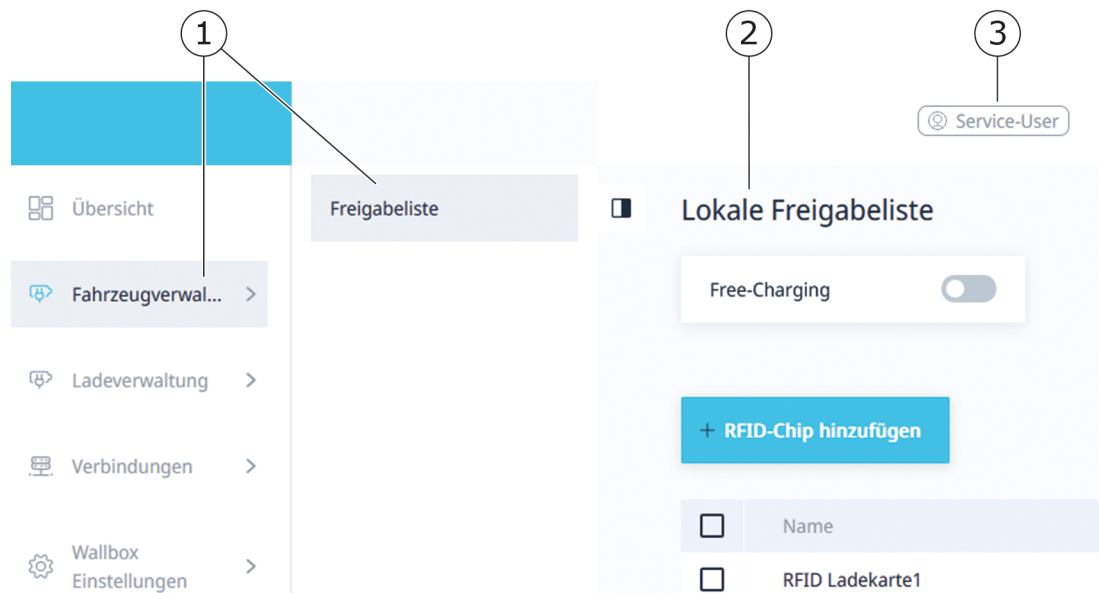 1
2
3
Service-User
Übersicht
Freigabeliste
Lokale Freigabeliste
Fahrzeugverwal...
Free-Charging
Ladeverwaltung
+ RFID-Chip hinzufügen
Verbindungen
Name
Wallbox
Einstellungen
RFID Ladekarte1